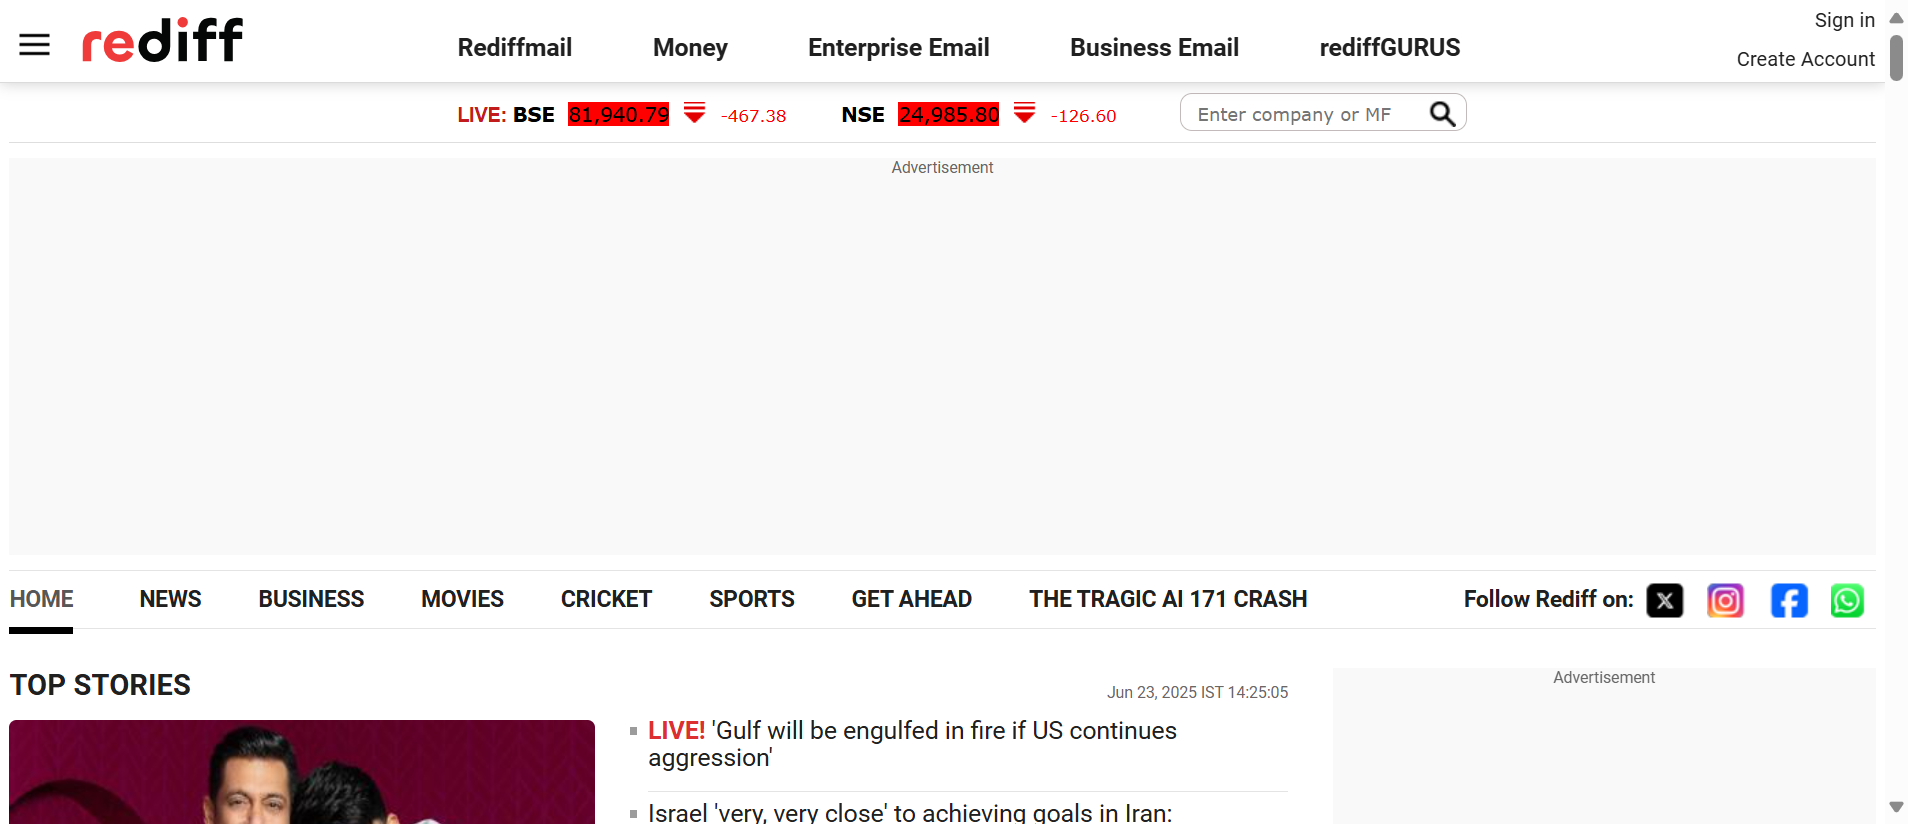 rediff
Rediffmail
Money
Enterprise Email
Business Email
rediffGURUS
Sign in
Create Account
LIVE: BSE 81,940.79 -467.38
NSE 24,985.80 -126.60
Enter company or MF
Advertisement
HOME
NEWS
BUSINESS
MOVIES
CRICKET
SPORTS
GET AHEAD
THE TRAGIC AI 171 CRASH
Follow Rediff on:
TOP STORIES
Jun 23, 2025 IST 14:25:05
LIVE! 'Gulf will be engulfed in fire if US continues
aggression'
Israel 'very, very close' to achieving goals in Iran:
Advertisement